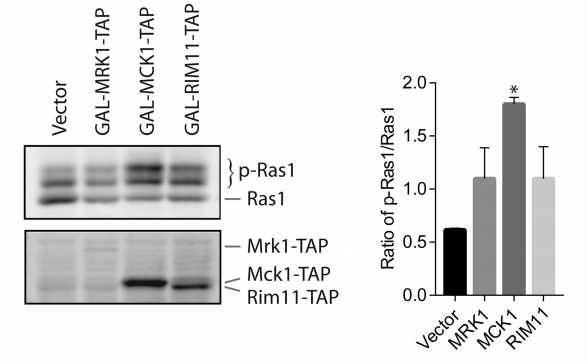 Vector
GAL-MRK1-TAP
GAL-MCK1-TAP
GAL-RIM11-TAP
p-Ras1
Ras1
Mrk1-TAP
Mck1-TAP
Rim11-TAP
Ratio of p-Ras1/Ras1
2.0
1.5
1.0
0.5
0.0
*
Vector
MRK1
MCK1
RIM11